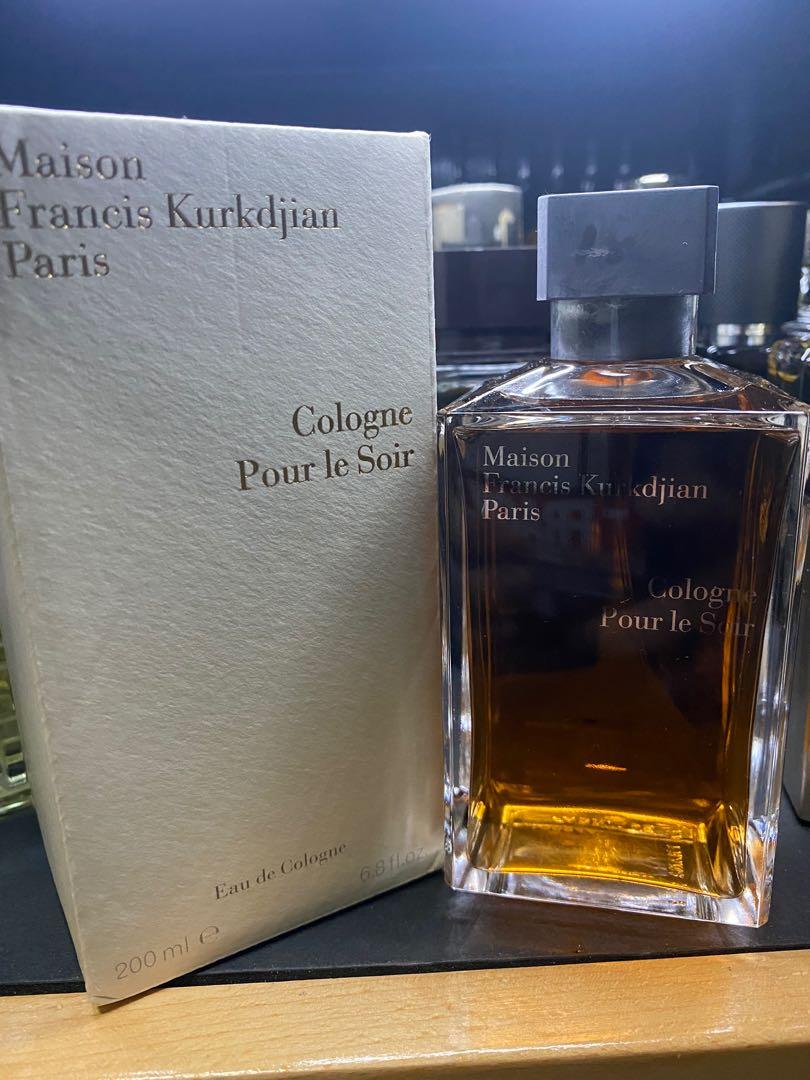 Maison
Francis Kurkdjian
Paris
Cologne
Pour le Soir
Eau de Cologne
200 ml ℮
6.8 fl.oz.
Maison
Francis Kurkdjian
Paris
Cologne
Pour le Soir